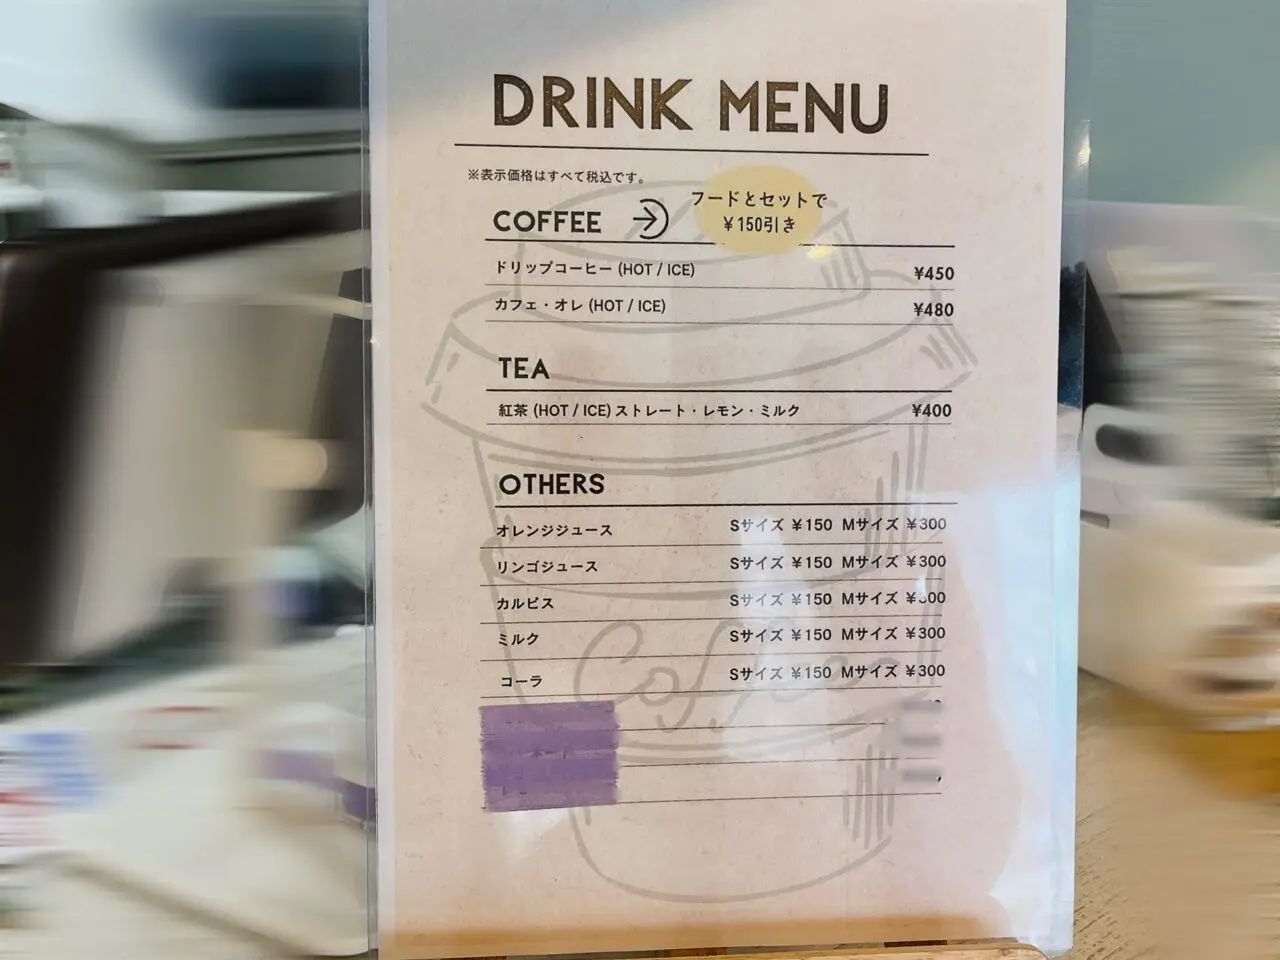 DRINK MENU
※表示価格はすべて税込です。
フードとセットで
¥150引き
COFFEE
ドリップコーヒー (HOT / ICE) ¥450
カフェ・オレ (HOT / ICE) ¥480
TEA
紅茶 (HOT / ICE) ストレート・レモン・ミルク ¥400
OTHERS
オレンジジュース Sサイズ ¥150 Mサイズ ¥300
リンゴジュース Sサイズ ¥150 Mサイズ ¥300
カルピス Sサイズ ¥150 Mサイズ ¥300
ミルク Sサイズ ¥150 Mサイズ ¥300
コーラ Sサイズ ¥150 Mサイズ ¥300
Coffee